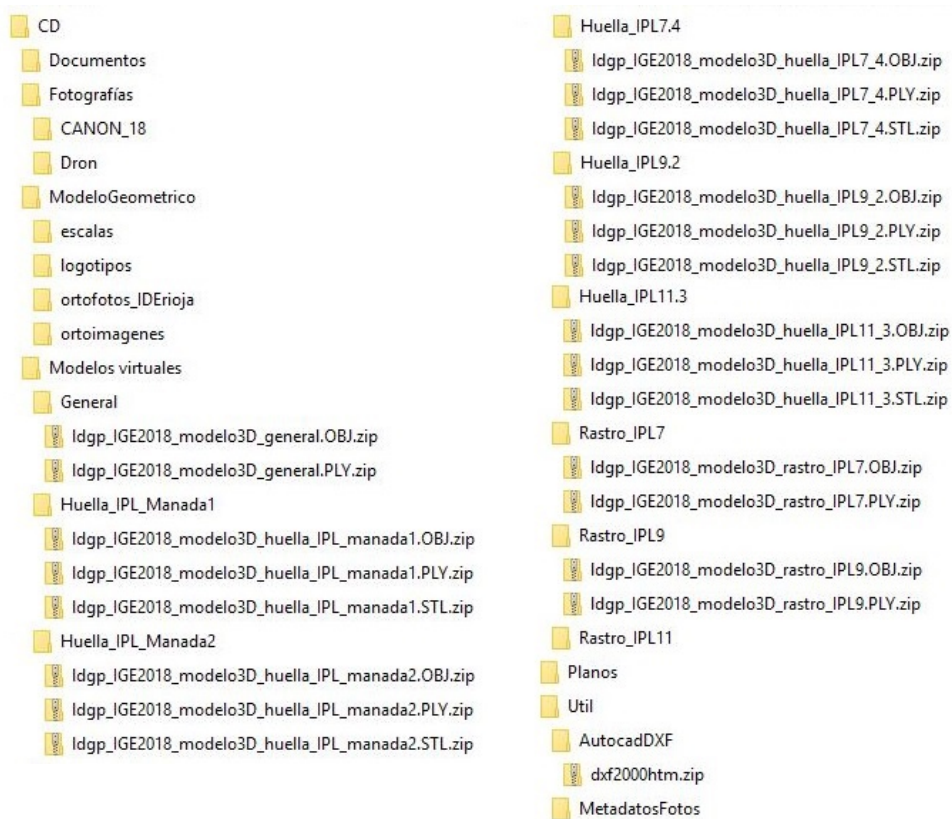 CD
Documentos
Fotografías
CANON_18
Dron
ModeloGeometrico
escalas
logotipos
ortofotos_IDErioja
ortoimagenes
Modelos virtuales
General
ldgp_IGE2018_modelo3D_general.OBJ.zip
ldgp_IGE2018_modelo3D_general.PLY.zip
Huella_IPL_Manada1
ldgp_IGE2018_modelo3D_huella_IPL_manada1.OBJ.zip
ldgp_IGE2018_modelo3D_huella_IPL_manada1.PLY.zip
ldgp_IGE2018_modelo3D_huella_IPL_manada1.STL.zip
Huella_IPL_Manada2
ldgp_IGE2018_modelo3D_huella_IPL_manada2.OBJ.zip
ldgp_IGE2018_modelo3D_huella_IPL_manada2.PLY.zip
ldgp_IGE2018_modelo3D_huella_IPL_manada2.STL.zip
Huella_IPL7.4
ldgp_IGE2018_modelo3D_huella_IPL7_4.OBJ.zip
ldgp_IGE2018_modelo3D_huella_IPL7_4.PLY.zip
ldgp_IGE2018_modelo3D_huella_IPL7_4.STL.zip
Huella_IPL9.2
ldgp_IGE2018_modelo3D_huella_IPL9_2.OBJ.zip
ldgp_IGE2018_modelo3D_huella_IPL9_2.PLY.zip
ldgp_IGE2018_modelo3D_huella_IPL9_2.STL.zip
Huella_IPL11.3
ldgp_IGE2018_modelo3D_huella_IPL11_3.OBJ.zip
ldgp_IGE2018_modelo3D_huella_IPL11_3.PLY.zip
ldgp_IGE2018_modelo3D_huella_IPL11_3.STL.zip
Rastro_IPL7
ldgp_IGE2018_modelo3D_rastro_IPL7.OBJ.zip
ldgp_IGE2018_modelo3D_rastro_IPL7.PLY.zip
Rastro_IPL9
ldgp_IGE2018_modelo3D_rastro_IPL9.OBJ.zip
ldgp_IGE2018_modelo3D_rastro_IPL9.PLY.zip
Rastro_IPL11
Planos
Util
AutocadDXF
dxf2000htm.zip
MetadatosFotos